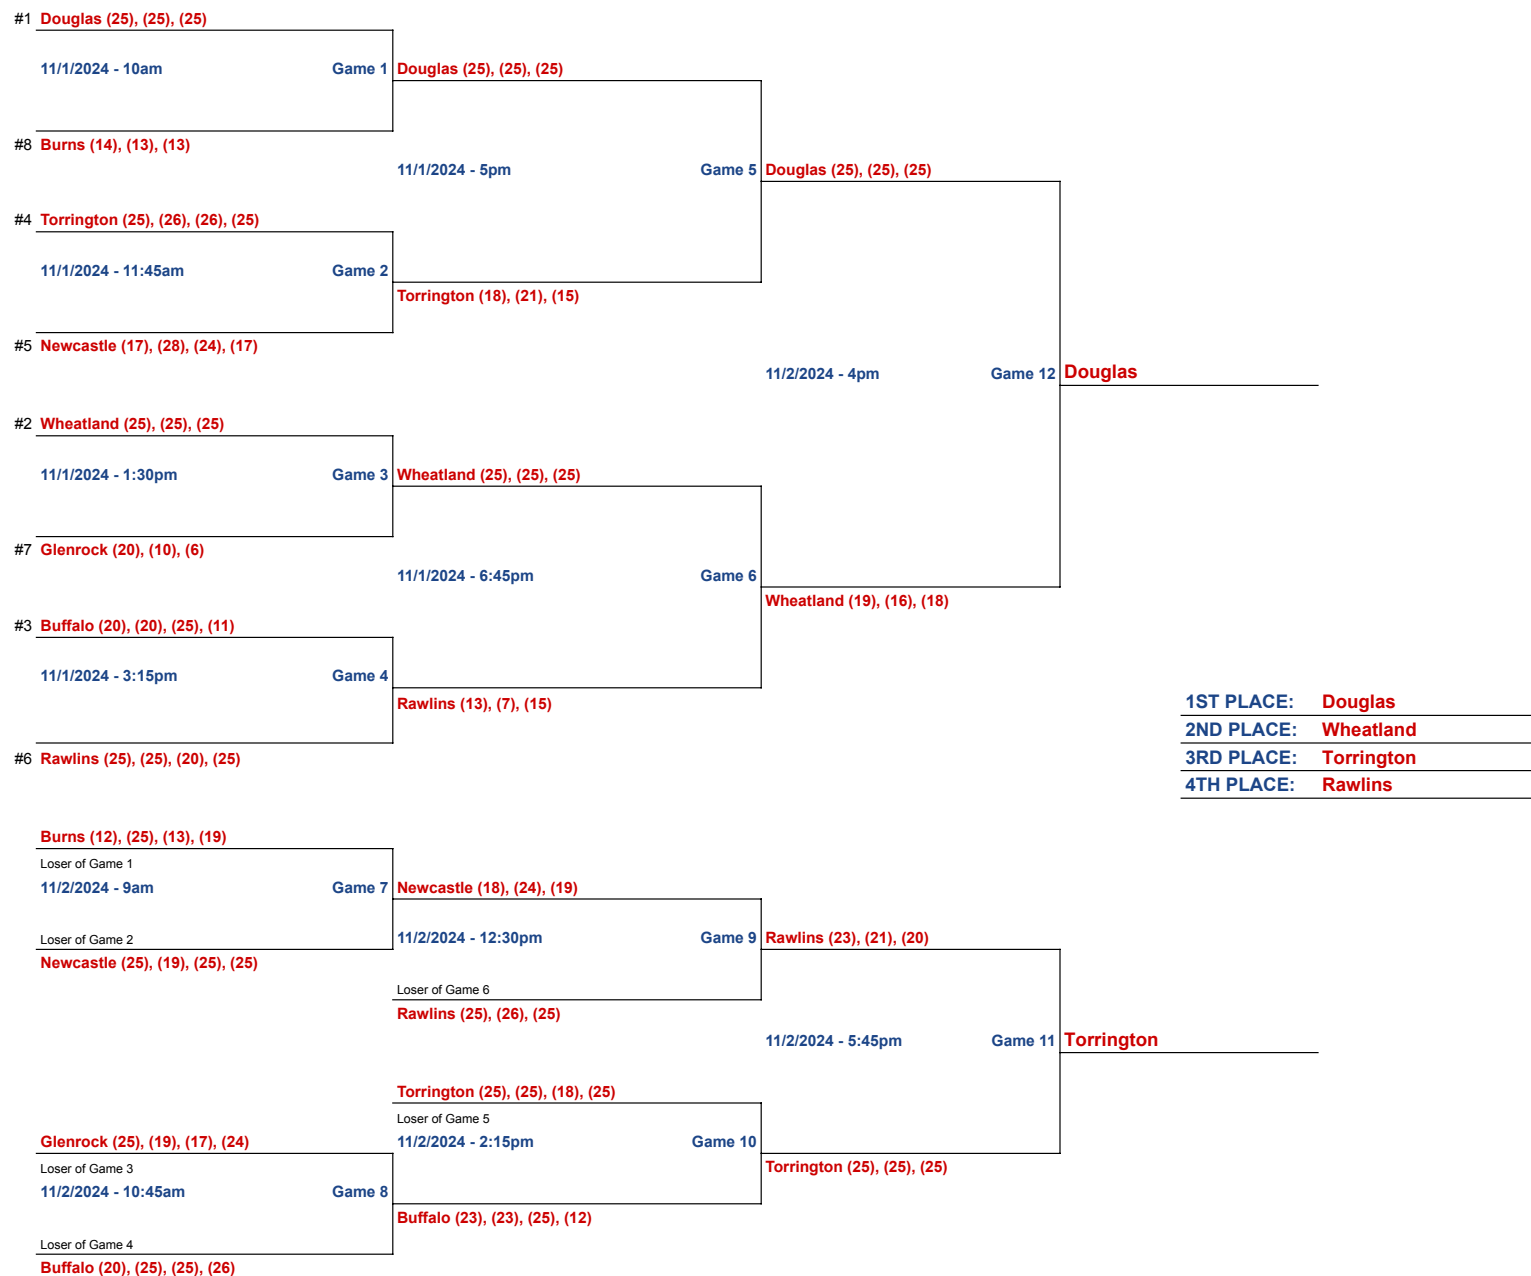 #1 Douglas (25), (25), (25)
11/1/2024 - 10am Game 1 Douglas (25), (25), (25)
#8 Burns (14), (13), (13)
11/1/2024 - 5pm Game 5 Douglas (25), (25), (25)
#4 Torrington (25), (26), (26), (25)
11/1/2024 - 11:45am Game 2
Torrington (18), (21), (15)
#5 Newcastle (17), (28), (24), (17)
11/2/2024 - 4pm Game 12 Douglas
#2 Wheatland (25), (25), (25)
11/1/2024 - 1:30pm Game 3 Wheatland (25), (25), (25)
#7 Glenrock (20), (10), (6)
11/1/2024 - 6:45pm Game 6
Wheatland (19), (16), (18)
#3 Buffalo (20), (20), (25), (11)
11/1/2024 - 3:15pm Game 4
Rawlins (13), (7), (15)
#6 Rawlins (25), (25), (20), (25)
1ST PLACE: Douglas
2ND PLACE: Wheatland
3RD PLACE: Torrington
4TH PLACE: Rawlins
Burns (12), (25), (13), (19)
Loser of Game 1
11/2/2024 - 9am Game 7 Newcastle (18), (24), (19)
Loser of Game 2
11/2/2024 - 12:30pm Game 9 Rawlins (23), (21), (20)
Newcastle (25), (19), (25), (25)
Loser of Game 6
Rawlins (25), (26), (25)
11/2/2024 - 5:45pm Game 11 Torrington
Torrington (25), (25), (18), (25)
Loser of Game 5
Glenrock (25), (19), (17), (24)
11/2/2024 - 2:15pm Game 10
Loser of Game 3
Torrington (25), (25), (25)
11/2/2024 - 10:45am Game 8
Buffalo (23), (23), (25), (12)
Loser of Game 4
Buffalo (20), (25), (25), (26)